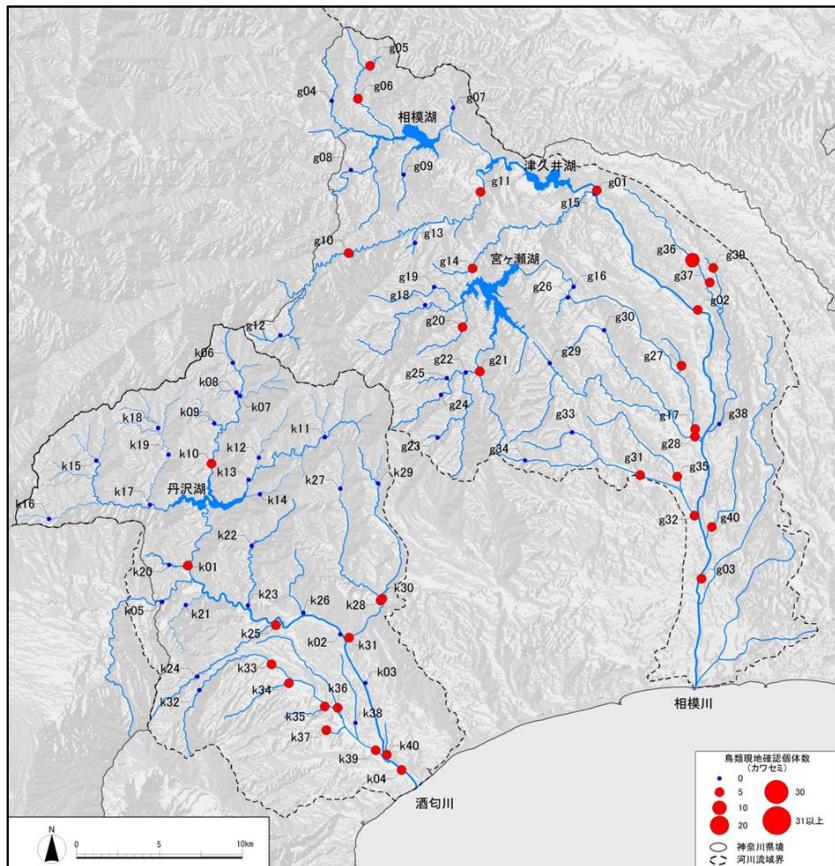 g05
g04
g06
g07
相模湖
g08
g09
津久井湖
g11
g01
g15
g10
g13
g36
g39
g14
宮ヶ瀬湖
g37
g19
g16
g18
g26
g02
g12
g20
g30
k06
g22
g21
g29
g27
k08
g25
k07
g24
k18
k09
k11
g17
g38
g33
k19
k12
g23
g28
k10
g34
k15
k13
k29
g31
g35
丹沢湖
k27
k17
k14
k16
g32
g40
k22
k20
k01
g03
k30
k05
k23
k28
k21
k26
k25
k02
k31
k24
k33
k03
k32
k34
k36
相模川
k35
k38
k37
k40
k39
k04
酒匂川
鳥類現地確認個体数
(カワセミ)
0
5
10
20
30
31以上
神奈川県境
河川流域界
N
0 5 10km